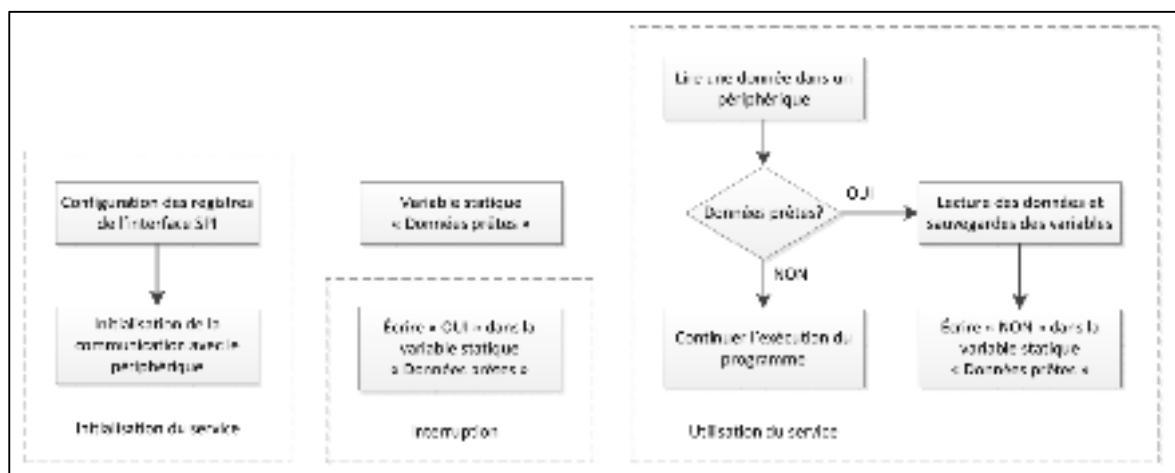 Lire une donnée dans un
périphérique
Configuration des registres
de l'interface SPI
Variable statique
« Données prêtes »
Données prêtes?
OUI
Lecture des données et
sauvegardes des variables
NON
Initialisation de la
communication avec le
périphérique
Écrire « OUI » dans la
variable statique
« Données prêtes »
Continuer l'exécution du
programme
Écrire « NON » dans la
variable statique
« Données prêtes »
Initialisation du service
Interruption
Utilisation du service